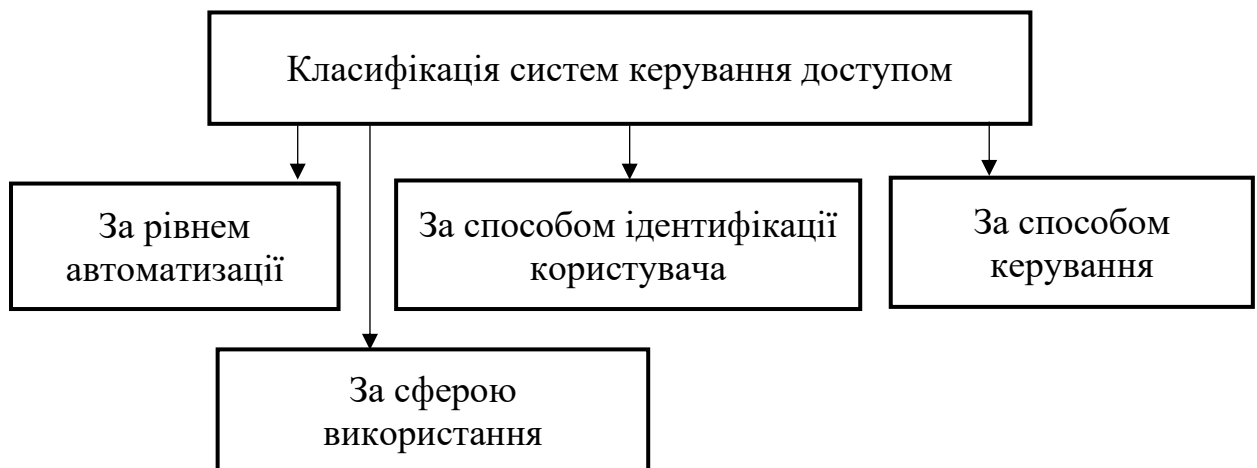 Класифікація систем керування доступом
За рівнем
автоматизації
За способом ідентифікації
користувача
За способом
керування
За сферою
використання